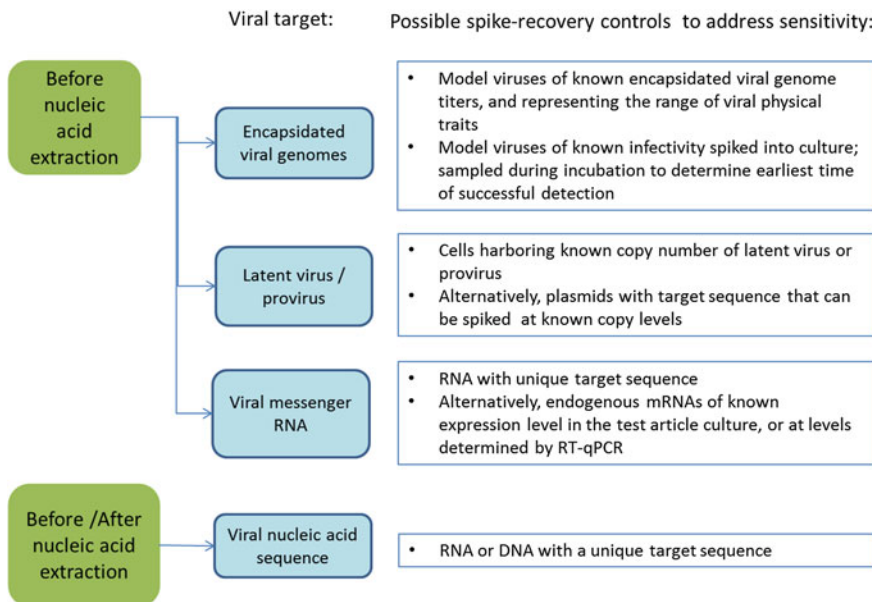 Viral target:
Possible spike-recovery controls to address sensitivity:
Before
nucleic
acid
extraction
Encapsidated
viral genomes
• Model viruses of known encapsidated viral genome
titers, and representing the range of viral physical
traits
• Model viruses of known infectivity spiked into culture;
sampled during incubation to determine earliest time
of successful detection
Latent virus /
provirus
• Cells harboring known copy number of latent virus or
provirus
• Alternatively, plasmids with target sequence that can
be spiked at known copy levels
Viral messenger
RNA
• RNA with unique target sequence
• Alternatively, endogenous mRNAs of known
expression level in the test article culture, or at levels
determined by RT-qPCR
Before /After
nucleic acid
extraction
Viral nucleic acid
sequence
• RNA or DNA with a unique target sequence